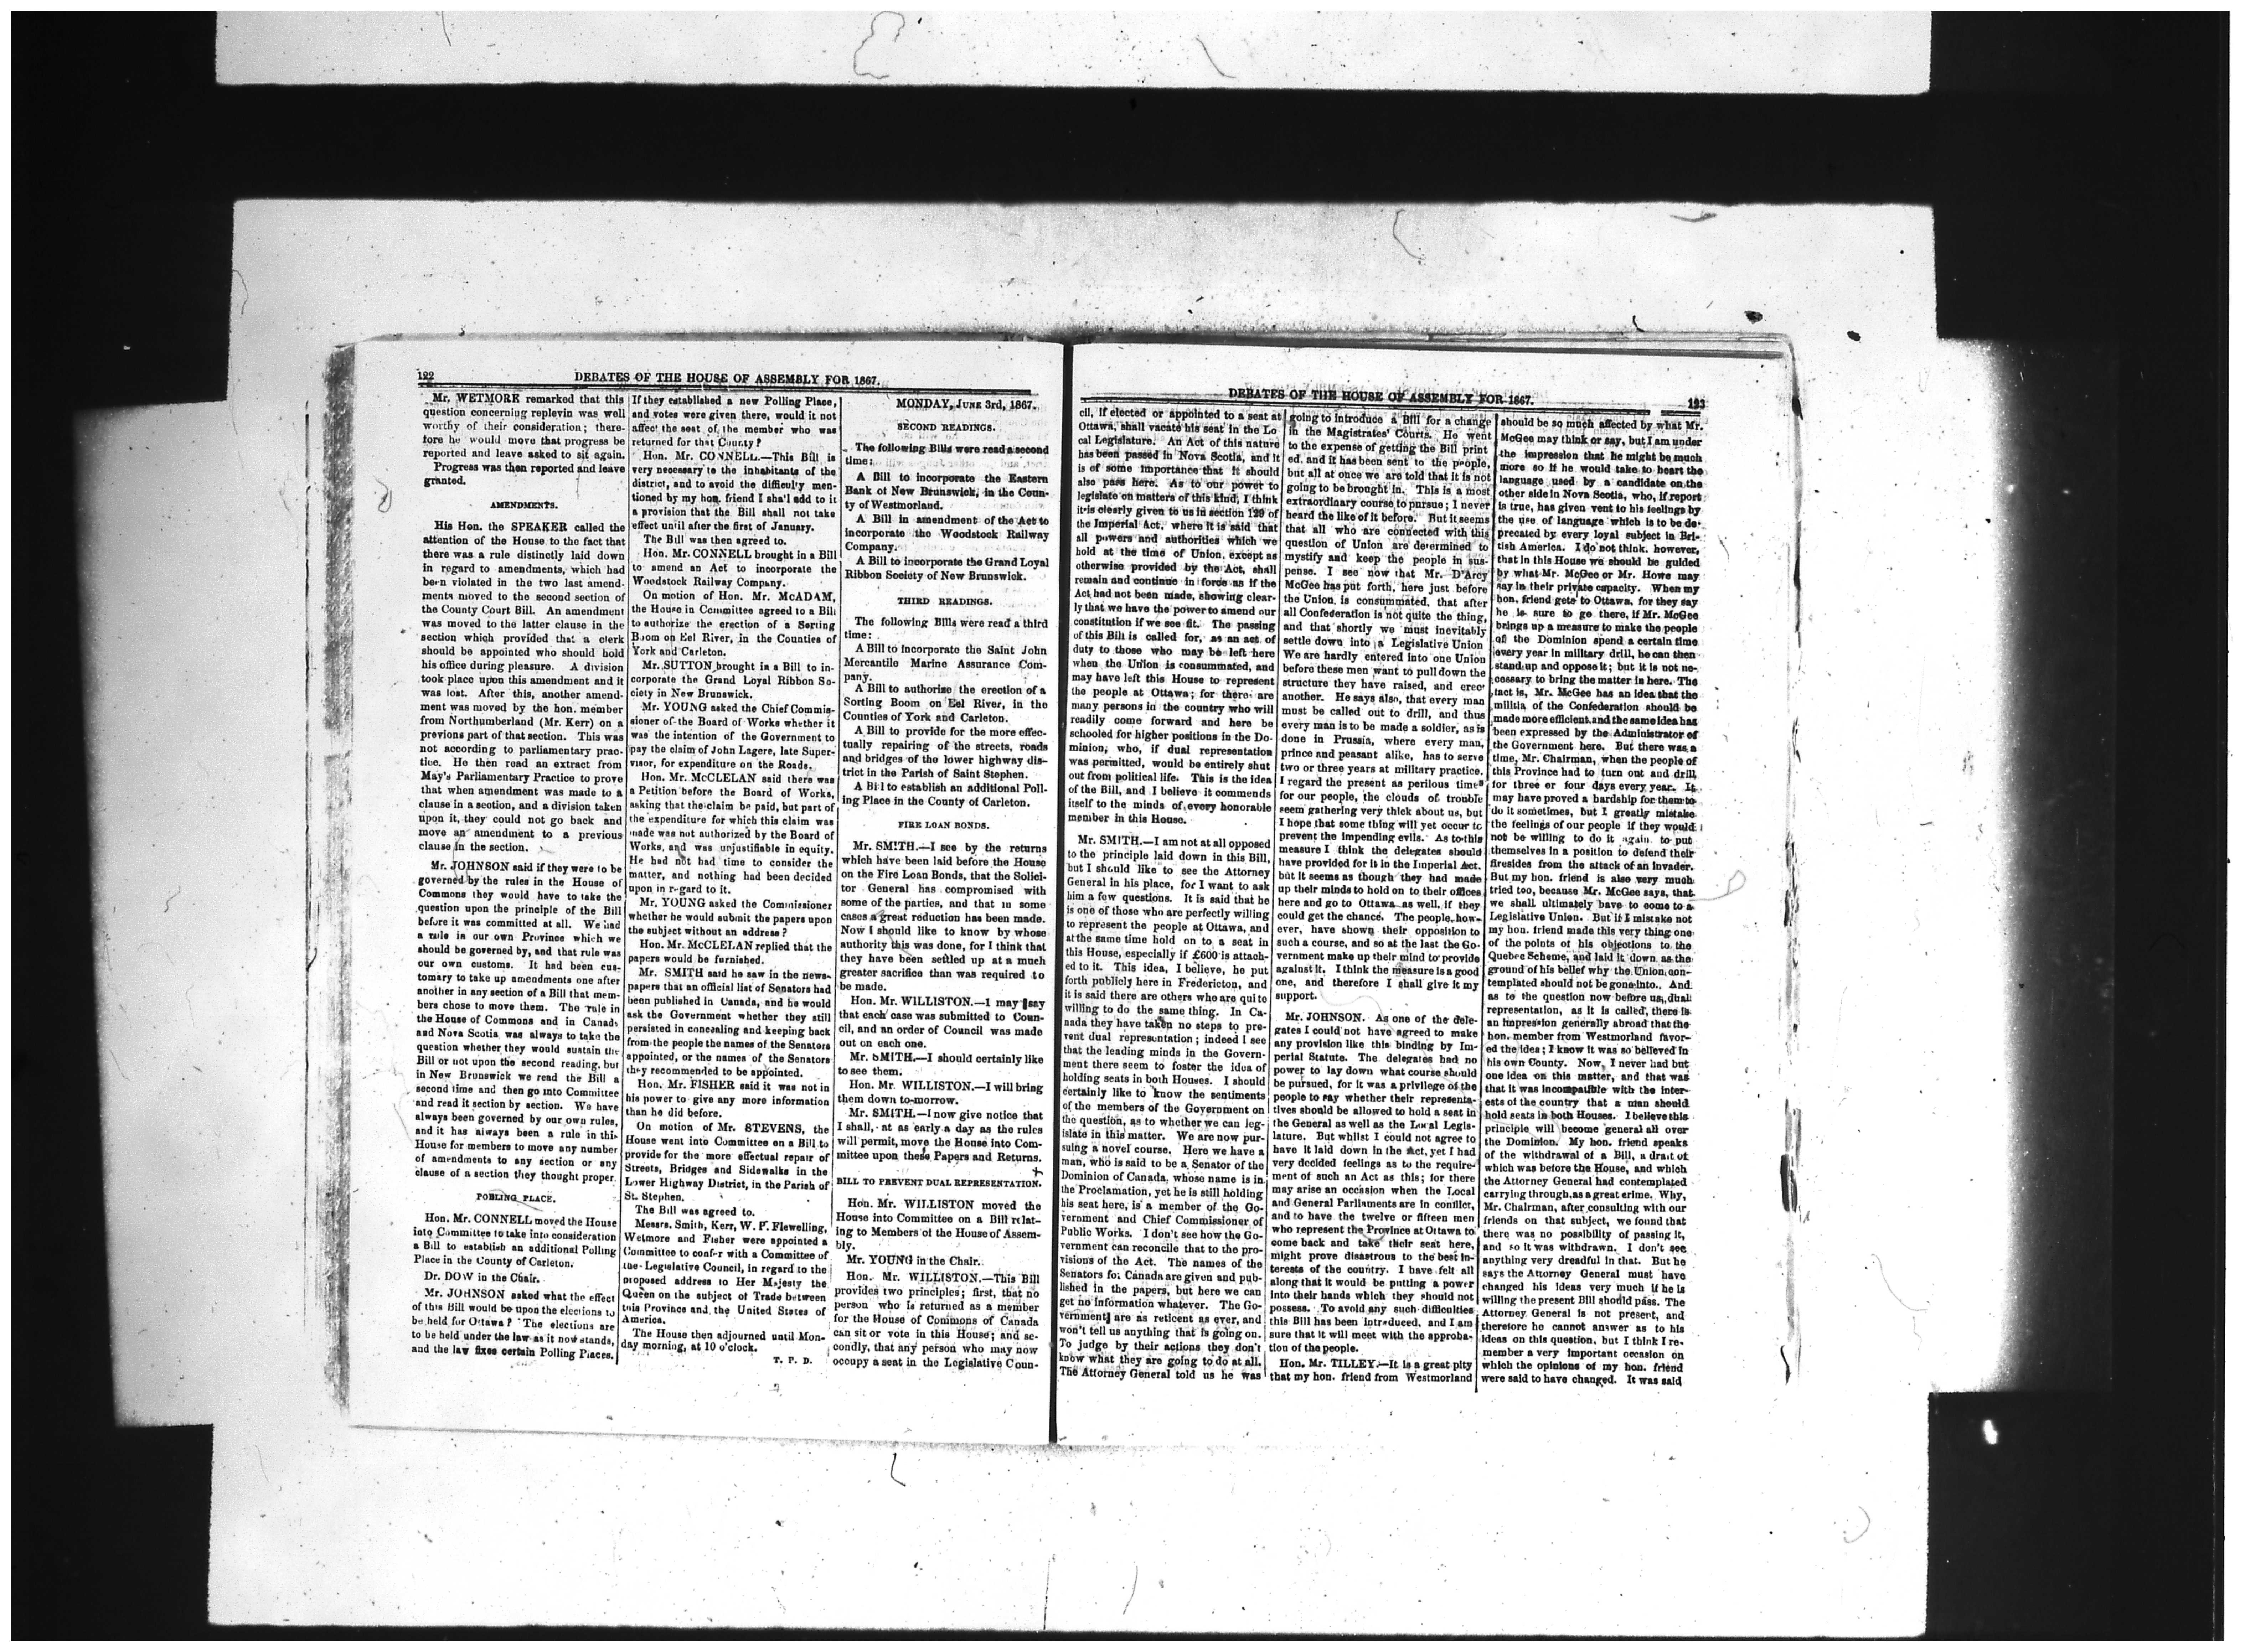 122
DEBATES OF THE HOUSE OF ASSEMBLY FOR 1867.
Mr. WETMORE remarked that this
question concerning replevin was well
worthy of their consideration; there-
fore he would move that progress be
reported and leave asked to sit again.
Progress was then reported and leave
granted.
AMENDMENTS.
His Hon. the SPEAKER called the
attention of the House to the fact that
there was a rule distinctly laid down
in regard to amendments, which had
been violated in the two last amend-
ments moved to the second section of
the County Court Bill. An amendment
was moved to the latter clause in the
section which provided that a clerk
should be appointed who should hold
his office during pleasure. A division
took place upon this amendment and it
was lost. After this, another amend-
ment was moved by the hon. member
from Northumberland (Mr. Kerr) on a
previous part of that section. This was
not according to parliamentary prac-
tice. He then read an extract from
May's Parliamentary Practice to prove
that when amendment was made to a
clause in a section, and a division taken
upon it, they could not go back and
move an amendment to a previous
clause in the section.
Mr. JOHNSON said if they were to be
governed by the rules in the House of
Commons they would have to take the
question upon the principle of the Bill
before it was committed at all. We had
a rule in our own Province which we
should be governed by, and that rule was
our own customs. It had been cus-
tomary to take up amendments one after
another in any section of a Bill that mem-
bers chose to move them. The rule in
the House of Commons and in Canada
and Nova Scotia was always to take the
question whether they would sustain the
Bill or not upon the second reading, but
in New Brunswick we read the Bill a
second time and then go into Committee
and read it section by section. We have
always been governed by our own rules,
and it has always been a rule in this
House for members to move any number
of amendments to any section or any
clause of a section they thought proper.
POBLING PLACE.
Hon. Mr. CONNELL moved the House
into Committee to take into consideration
a Bill to establish an additional Polling
Place in the County of Carleton.
Dr. DOW in the Chair.
Mr. JOHNSON asked what the effect
of this Bill would be upon the elections to
be held for Ottawa? The elections are
to be held under the law as it now stands,
and the law fixes certain Polling Places.
If they established a new Polling Place,
and votes were given there, would it not
affect the seat of the member who was
returned for that County?
Hon. Mr. CONNELL.—This Bill is
very necessary to the inhabitants of the
district, and to avoid the difficulty men-
tioned by my hon. friend I shall add to it
a provision that the Bill shall not take
effect until after the first of January.
The Bill was then agreed to.
Hon. Mr. CONNELL brought in a Bill
to amend an Act to incorporate the
Woodstock Railway Company.
On motion of Hon. Mr. McADAM,
the House in Committee agreed to a Bill
to authorize the erection of a Sorting
Boom on Eel River, in the Counties of
York and Carleton.
Mr. SUTTON brought in a Bill to in-
corporate the Grand Loyal Ribbon So-
ciety in New Brunswick.
Mr. YOUNG asked the Chief Commis-
sioner of the Board of Works whether it
was the intention of the Government to
pay the claim of John Lagere, late Super-
visor, for expenditure on the Roads.
Hon. Mr. McCLELAN said there was
a Petition before the Board of Works,
asking that the claim be paid, but part of
the expenditure for which this claim was
made was not authorized by the Board of
Works, and was unjustifiable in equity.
He had not had time to consider the
matter, and nothing had been decided
upon in regard to it.
Mr. YOUNG asked the Commissioner
whether he would submit the papers upon
the subject without an address?
Hon. Mr. McCLELAN replied that the
papers would be furnished.
Mr. SMITH said he saw in the news-
papers that an official list of Senators had
been published in Canada, and he would
ask the Government whether they still
persisted in concealing and keeping back
from the people the names of the Senators
appointed, or the names of the Senators
they recommended to be appointed.
Hon. Mr. FISHER said it was not in
his power to give any more information
than he did before.
On motion of Mr. STEVENS, the
House went into Committee on a Bill to
provide for the more effectual repair of
Streets, Bridges and Sidewalks in the
Lower Highway District, in the Parish of
St. Stephen.
The Bill was agreed to.
Messrs. Smith, Kerr, W. P. Flewelling,
Wetmore and Fisher were appointed a
Committee to confer with a Committee of
the Legislative Council, in regard to the
proposed address to Her Majesty the
Queen on the subject of Trade between
this Province and the United States of
America.
The House then adjourned until Mon-
day morning, at 10 o'clock.
T. P. D.
MONDAY, JUNE 3rd, 1867.
SECOND READINGS.
The following Bills were read a second
time:
A Bill to incorporate the Eastern
Bank of New Brunswick, in the Coun-
ty of Westmorland.
A Bill in amendment of the Act to
incorporate the Woodstock Railway
Company.
A Bill to incorporate the Grand Loyal
Ribbon Society of New Brunswick.
THIRD READINGS.
The following Bills were read a third
time:
A Bill to incorporate the Saint John
Mercantile Marine Assurance Com-
pany.
A Bill to authorise the erection of a
Sorting Boom on Eel River, in the
Counties of York and Carleton.
A Bill to provide for the more effec-
tually repairing of the streets, roads
and bridges of the lower highway dis-
trict in the Parish of Saint Stephen.
A Bill to establish an additional Poll-
ing Place in the County of Carleton.
FIRE LOAN BONDS.
Mr. SMITH.—I see by the returns
which have been laid before the House
on the Fire Loan Bonds, that the Solici-
tor General has compromised with
some of the parties, and that in some
cases a great reduction has been made.
Now I should like to know by whose
authority this was done, for I think that
they have been settled up at a much
greater sacrifice than was required to
be made.
Hon. Mr. WILLISTON.—I may say
that each case was submitted to Coun-
cil, and an order of Council was made
out on each one.
Mr. SMITH.—I should certainly like
to see them.
Hon. Mr. WILLISTON.—I will bring
them down to-morrow.
Mr. SMITH.—I now give notice that
I shall, at as early a day as the rules
will permit, move the House into Com-
mittee upon these Papers and Returns.
BILL TO PREVENT DUAL REPRESENTATION.
Hon. Mr. WILLISTON moved the
House into Committee on a Bill relat-
ing to Members of the House of Assem-
bly.
Mr. YOUNG in the Chair.
Hon. Mr. WILLISTON.—This Bill
provides two principles; first, that no
person who is returned as a member
for the House of Commons of Canada
can sit or vote in this House; and se-
condly, that any person who may now
occupy a seat in the Legislative Coun-
DEBATES OF THE HOUSE OF ASSEMBLY FOR 1867.
123
cil, if elected or appointed to a seat at
Ottawa, shall vacate his seat in the Lo
cal Legislature. An Act of this nature
has been passed in Nova Scotia, and it
is of some importance that it should
also pass here. As to our power to
legislate on matters of this kind, I think
it is clearly given to us in section 129 of
the Imperial Act, where it is said that
all powers and authorities which we
hold at the time of Union, except as
otherwise provided by the Act, shall
remain and continue in force as if the
Act had not been made, showing clear-
ly that we have the power to amend our
constitution if we see fit. The passing
of this Bill is called for, as an act of
duty to those who may be left here
when the Union is consummated, and
may have left this House to represent
the people at Ottawa; for there are
many persons in the country who will
readily come forward and here be
schooled for higher positions in the Do-
minion; who, if dual representation
was permitted, would be entirely shut
out from political life. This is the idea
of the Bill, and I believe it commends
itself to the minds of every honorable
member in this House.
Mr. SMITH.—I am not at all opposed
to the principle laid down in this Bill,
but I should like to see the Attorney
General in his place, for I want to ask
him a few questions. It is said that he
is one of those who are perfectly willing
to represent the people at Ottawa, and
at the same time hold on to a seat in
this House, especially if £600 is attach-
ed to it. This idea, I believe, he put
forth publicly here in Fredericton, and
it is said there are others who are quite
willing to do the same thing. In Ca-
nada they have taken no steps to pre-
vent dual representation; indeed I see
that the leading minds in the Govern-
ment there seem to foster the idea of
holding seats in both Houses. I should
certainly like to know the sentiments
of the members of the Government on
the question, as to whether we can leg-
islate in this matter. We are now pur-
suing a novel course. Here we have a
man, who is said to be a Senator of the
Dominion of Canada, whose name is in
the Proclamation, yet he is still holding
his seat here, is a member of the Go-
vernment and Chief Commissioner of
Public Works. I don't see how the Go-
vernment can reconcile that to the pro-
visions of the Act. The names of the
Senators for Canada are given and pub-
lished in the papers, but here we can
get no information whatever. The Go-
vernment are as reticent as ever, and
won't tell us anything that is going on.
To judge by their actions they don't
know what they are going to do at all.
The Attorney General told us he was
going to introduce a Bill for a change
in the Magistrates' Courts. He went
to the expense of getting the Bill print
ed. and it has been sent to the people,
but all at once we are told that it is not
going to be brought in. This is a most
extraordinary course to pursue; I never
heard the like of it before. But it seems
that all who are connected with this
question of Union are determined to
mystify and keep the people in sus-
pense. I see now that Mr. D'Arcy
McGee has put forth, here just before
the Union is consummated, that after
all Confederation is not quite the thing,
and that shortly we must inevitably
settle down into a Legislative Union
We are hardly entered into one Union
before these men want to pull down the
structure they have raised, and erec
another. He says also, that every man
must be called out to drill, and thus
every man is to be made a soldier, as is
done in Prussia, where every man,
prince and peasant alike, has to serve
two or three years at military practice.
I regard the present as perilous times
for our people, the clouds of trouble
seem gathering very thick about us, but
I hope that some thing will yet occur to
prevent the impending evils. As to this
measure I think the delegates should
have provided for it in the Imperial Act.
but it seems as though they had made
up their minds to hold on to their offices
here and go to Ottawa as well, if they
could get the chance. The people, how-
ever, have shown their opposition to
such a course, and so at the last the Go-
vernment make up their mind to provide
against it. I think the measure is a good
one, and therefore I shall give it my
support.
Mr. JOHNSON. As one of the dele-
gates I could not have agreed to make
any provision like this binding by Im-
perial Statute. The delegates had no
power to lay down what course should
be pursued, for it was a privilege of the
people to say whether their representa-
tives should be allowed to hold a seat in
the General as well as the Local Legis-
lature. But whilst I could not agree to
have it laid down in the Act, yet I had
very decided feelings as to the require-
ment of such an Act as this; for there
may arise an occasion when the Local
and General Parliaments are in conflict,
and to have the twelve or fifteen men
who represent the Province at Ottawa to
come back and take their seat here,
might prove disastrous to the best in-
terests of the country. I have felt all
along that it would be putting a power
into their hands which they should not
possess. To avoid any such difficulties
this Bill has been introduced, and I am
sure that it will meet with the approba-
tion of the people.
Hon. Mr. TILLEY.—It is a great pity
that my hon. friend from Westmorland
should be so much affected by what Mr.
McGee may think or say, but I am under
the impression that he might be much
more so if he would take to heart the
language used by a candidate on the
other side in Nova Scotia, who, if report
is true, has given vent to his feelings by
the use of language which is to be de-
precated by every loyal subject in Bri-
tish America. I do not think, however,
that in this House we should be guided
by what Mr. McGee or Mr. Howe may
say in their private capacity. When my
hon. friend gets to Ottawa, for they say
he is sure to go there, if Mr. McGee
brings up a measure to make the people
of the Dominion spend a certain time
every year in military drill, he can then
stand up and oppose it; but it is not ne-
cessary to bring the matter in here. The
fact is, Mr. McGee has an idea that the
militia of the Confederation should be
made more efficient, and the same idea has
been expressed by the Administrator of
the Government here. But there was a
time, Mr. Chairman, when the people of
this Province had to turn out and drill
for three or four days every year. It
may have proved a hardship for them to
do it sometimes, but I greatly mistake
the feelings of our people if they would
not be willing to do it again to put
themselves in a position to defend their
firesides from the attack of an invader.
But my hon. friend is also very much
tried too, because Mr. McGee says, that
we shall ultimately have to come to a
Legislative Union. But if I mistake not
my hon. friend made this very thing one
of the points of his objections to the
Quebec Scheme, and laid it down as the
ground of his belief why the Union con-
templated should not be gone into. And
as to the question now before us, dual
representation, as it is called, there is
an impression generally abroad that the
hon. member from Westmorland favor-
ed the idea; I know it was so believed in
his own County. Now, I never had but
one idea on this matter, and that was
that it was incompatible with the inter-
ests of the country that a man should
hold seats in both Houses. I believe this
principle will become general all over
the Dominion. My hon. friend speaks
of the withdrawal of a Bill, a draft of
which was before the House, and which
the Attorney General had contemplated
carrying through, as a great crime. Why,
Mr. Chairman, after consulting with our
friends on that subject, we found that
there was no possibility of passing it,
and so it was withdrawn. I don't see
anything very dreadful in that. But he
says the Attorney General must have
changed his ideas very much if he is
willing the present Bill should pass. The
Attorney General is not present, and
therefore he cannot answer as to his
ideas on this question, but I think I re-
member a very important occasion on
which the opinions of my hon. friend
were said to have changed. It was said